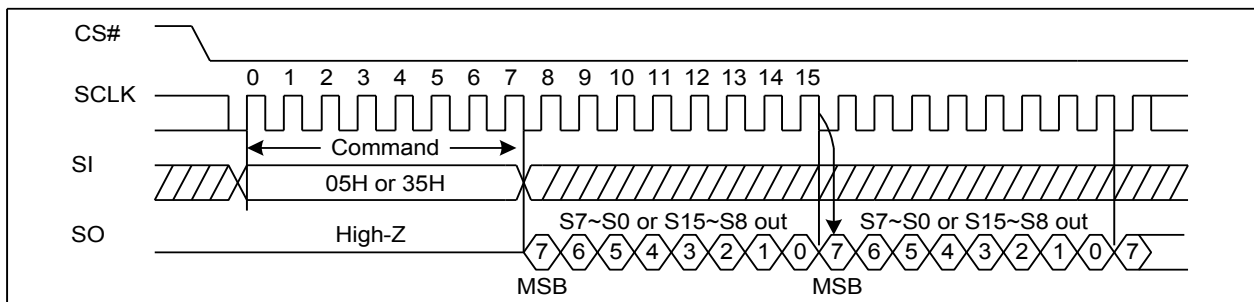 CS#
0 1 2 3 4 5 6 7 8 9 10 11 12 13 14 15
SCLK
Command
SI
05H or 35H
S7~S0 or S15~S8 out S7~S0 or S15~S8 out
SO High-Z
7 6 5 4 3 2 1 0 7 6 5 4 3 2 1 0 7
MSB MSB